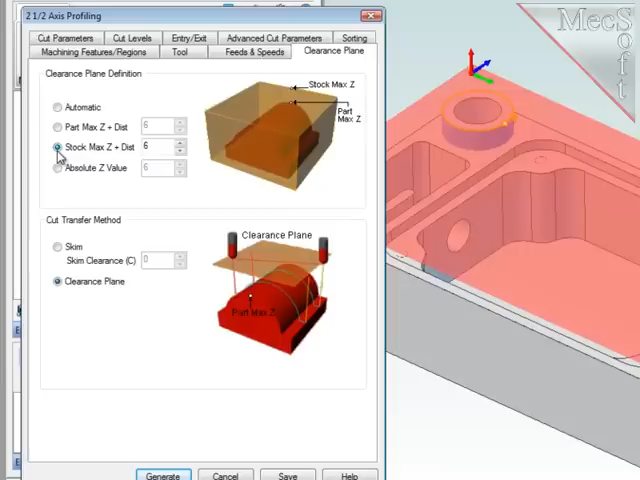 2 1/2 Axis Profiling
MecSoft
Cut Parameters
Cut Levels
Entry/Exit
Advanced Cut Parameters
Sorting
Machining Features/Regions
Tool
Feeds & Speeds
Clearance Plane
Clearance Plane Definition
Automatic
Part Max Z + Dist
6
Stock Max Z + Dist
6
Absolute Z Value
6
Stock Max Z
Part
Max Z
Cut Transfer Method
Skim
Skim Clearance (C)
0
Clearance Plane
Clearance Plane
Part Max Z
Generate
Cancel
Save
Help